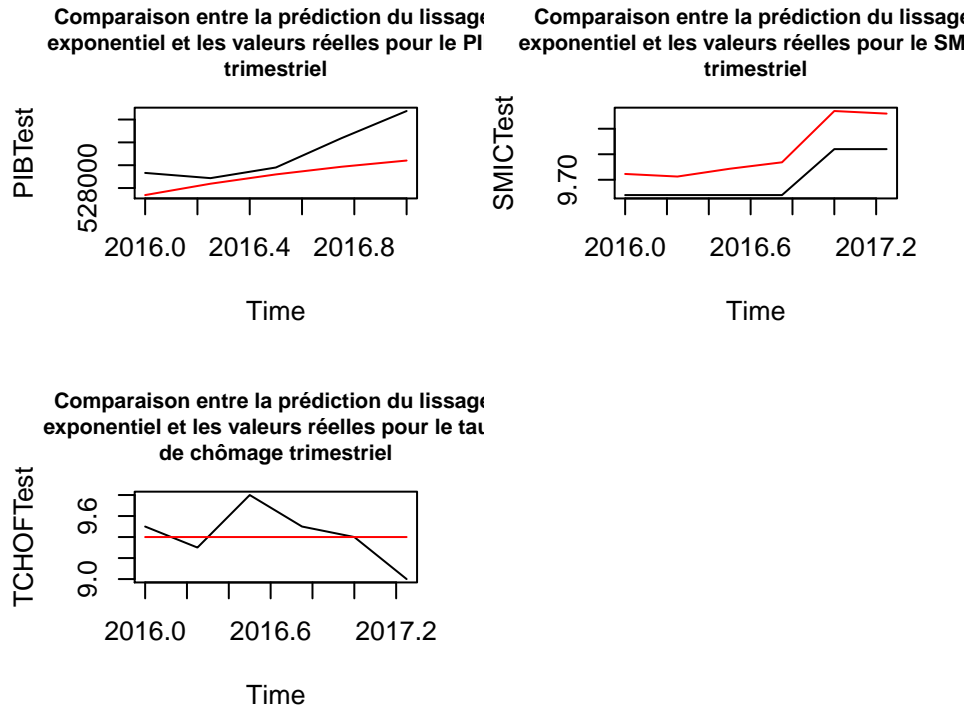 Comparaison entre la prédiction du lissage
exponentiel et les valeurs réelles pour le PI
trimestriel
PIBTest
528000
2016.0 2016.4 2016.8
Time
Comparaison entre la prédiction du lissage
exponentiel et les valeurs réelles pour le SM
trimestriel
SMICTest
9.70
2016.0 2016.6 2017.2
Time
Comparaison entre la prédiction du lissage
exponentiel et les valeurs réelles pour le tau
de chômage trimestriel
TCHOFTest
9.6
9.0
2016.0 2016.6 2017.2
Time